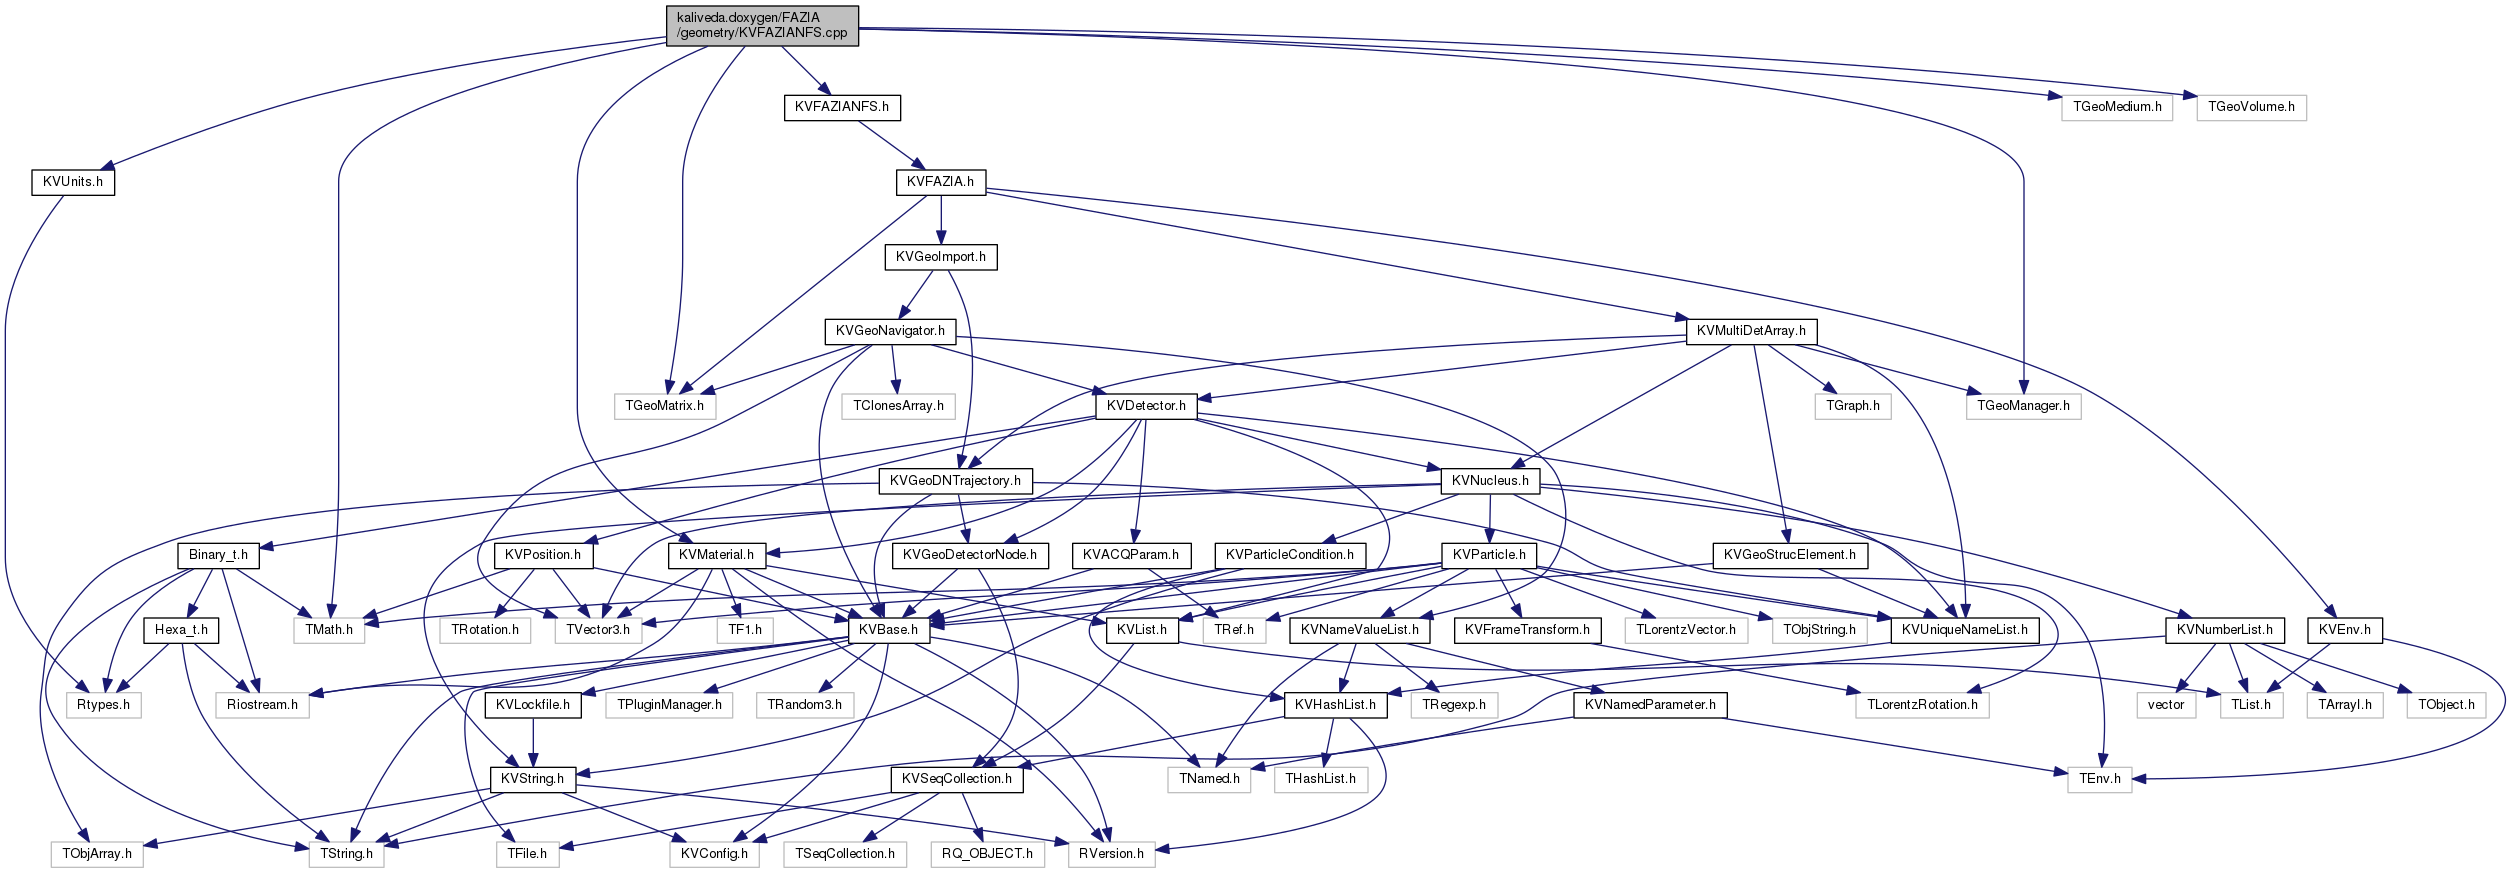 kaliveda.doxygen/FAZIA
/geometry/KVFAZIANFS.cpp
KVFAZIANFS.h
TGeoMedium.h
TGeoVolume.h
KVUnits.h
KVFAZIA.h
KVGeoImport.h
KVGeoNavigator.h
KVMultiDetArray.h
TGeoMatrix.h
TClonesArray.h
KVDetector.h
TGraph.h
TGeoManager.h
KVGeoDNTrajectory.h
KVNucleus.h
Binary_t.h
KVPosition.h
KVMaterial.h
KVGeoDetectorNode.h
KVACQParam.h
KVParticleCondition.h
KVParticle.h
KVGeoStrucElement.h
Hexa_t.h
TMath.h
TRotation.h
TVector3.h
TF1.h
KVBase.h
KVList.h
TRef.h
KVNameValueList.h
KVFrameTransform.h
TLorentzVector.h
TObjString.h
KVUniqueNameList.h
KVNumberList.h
KVEnv.h
Rtypes.h
Riostream.h
KVLockfile.h
TPluginManager.h
TRandom3.h
KVHashList.h
TRegexp.h
KVNamedParameter.h
TLorentzRotation.h
vector
TList.h
TArrayI.h
TObject.h
KVString.h
KVSeqCollection.h
TNamed.h
THashList.h
TEnv.h
TObjArray.h
TString.h
TFile.h
KVConfig.h
TSeqCollection.h
RQ_OBJECT.h
RVersion.h